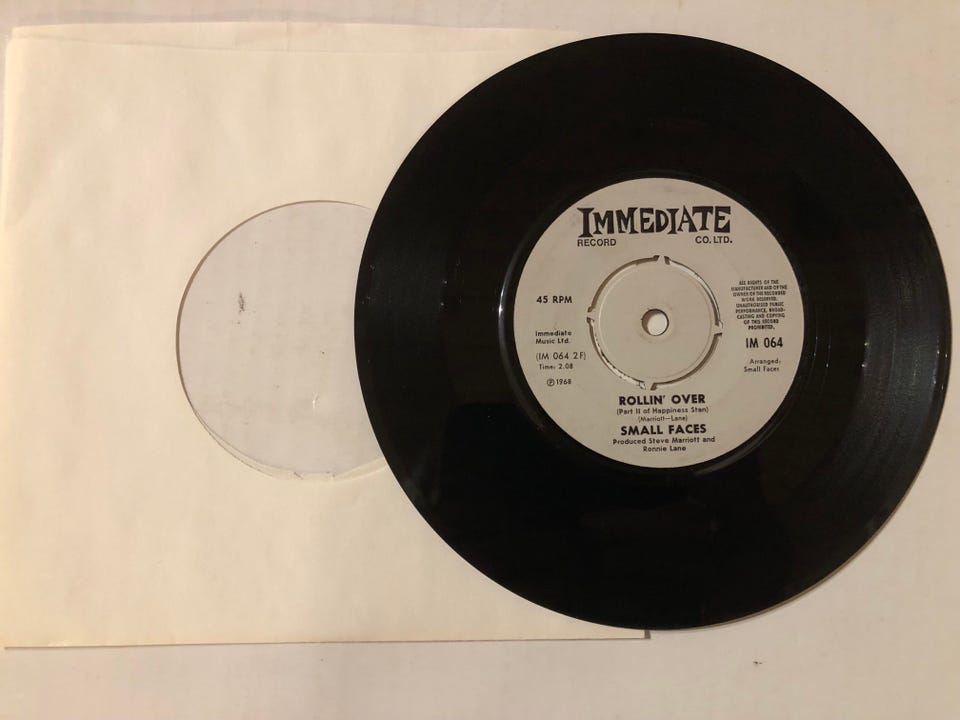 IMMEDIATE
RECORD CO. LTD.
45 RPM
ALL RIGHTS OF THE
MANUFACTURER AND OF THE
OWNER OF THE RECORDED
WORK RESERVED.
UNAUTHORISED PUBLIC
PERFORMANCE, BROAD-
CASTING AND COPYING
OF THIS RECORD
PROHIBITED.
Immediate
Music Ltd.
IM 064
(IM 064 2F)
Time: 2.08
Arranged:
Small Faces
℗ 1968
ROLLIN' OVER
(Part II of Happiness Stan)
(Marriott—Lane)
SMALL FACES
Produced Steve Marriott and
Ronnie Lane